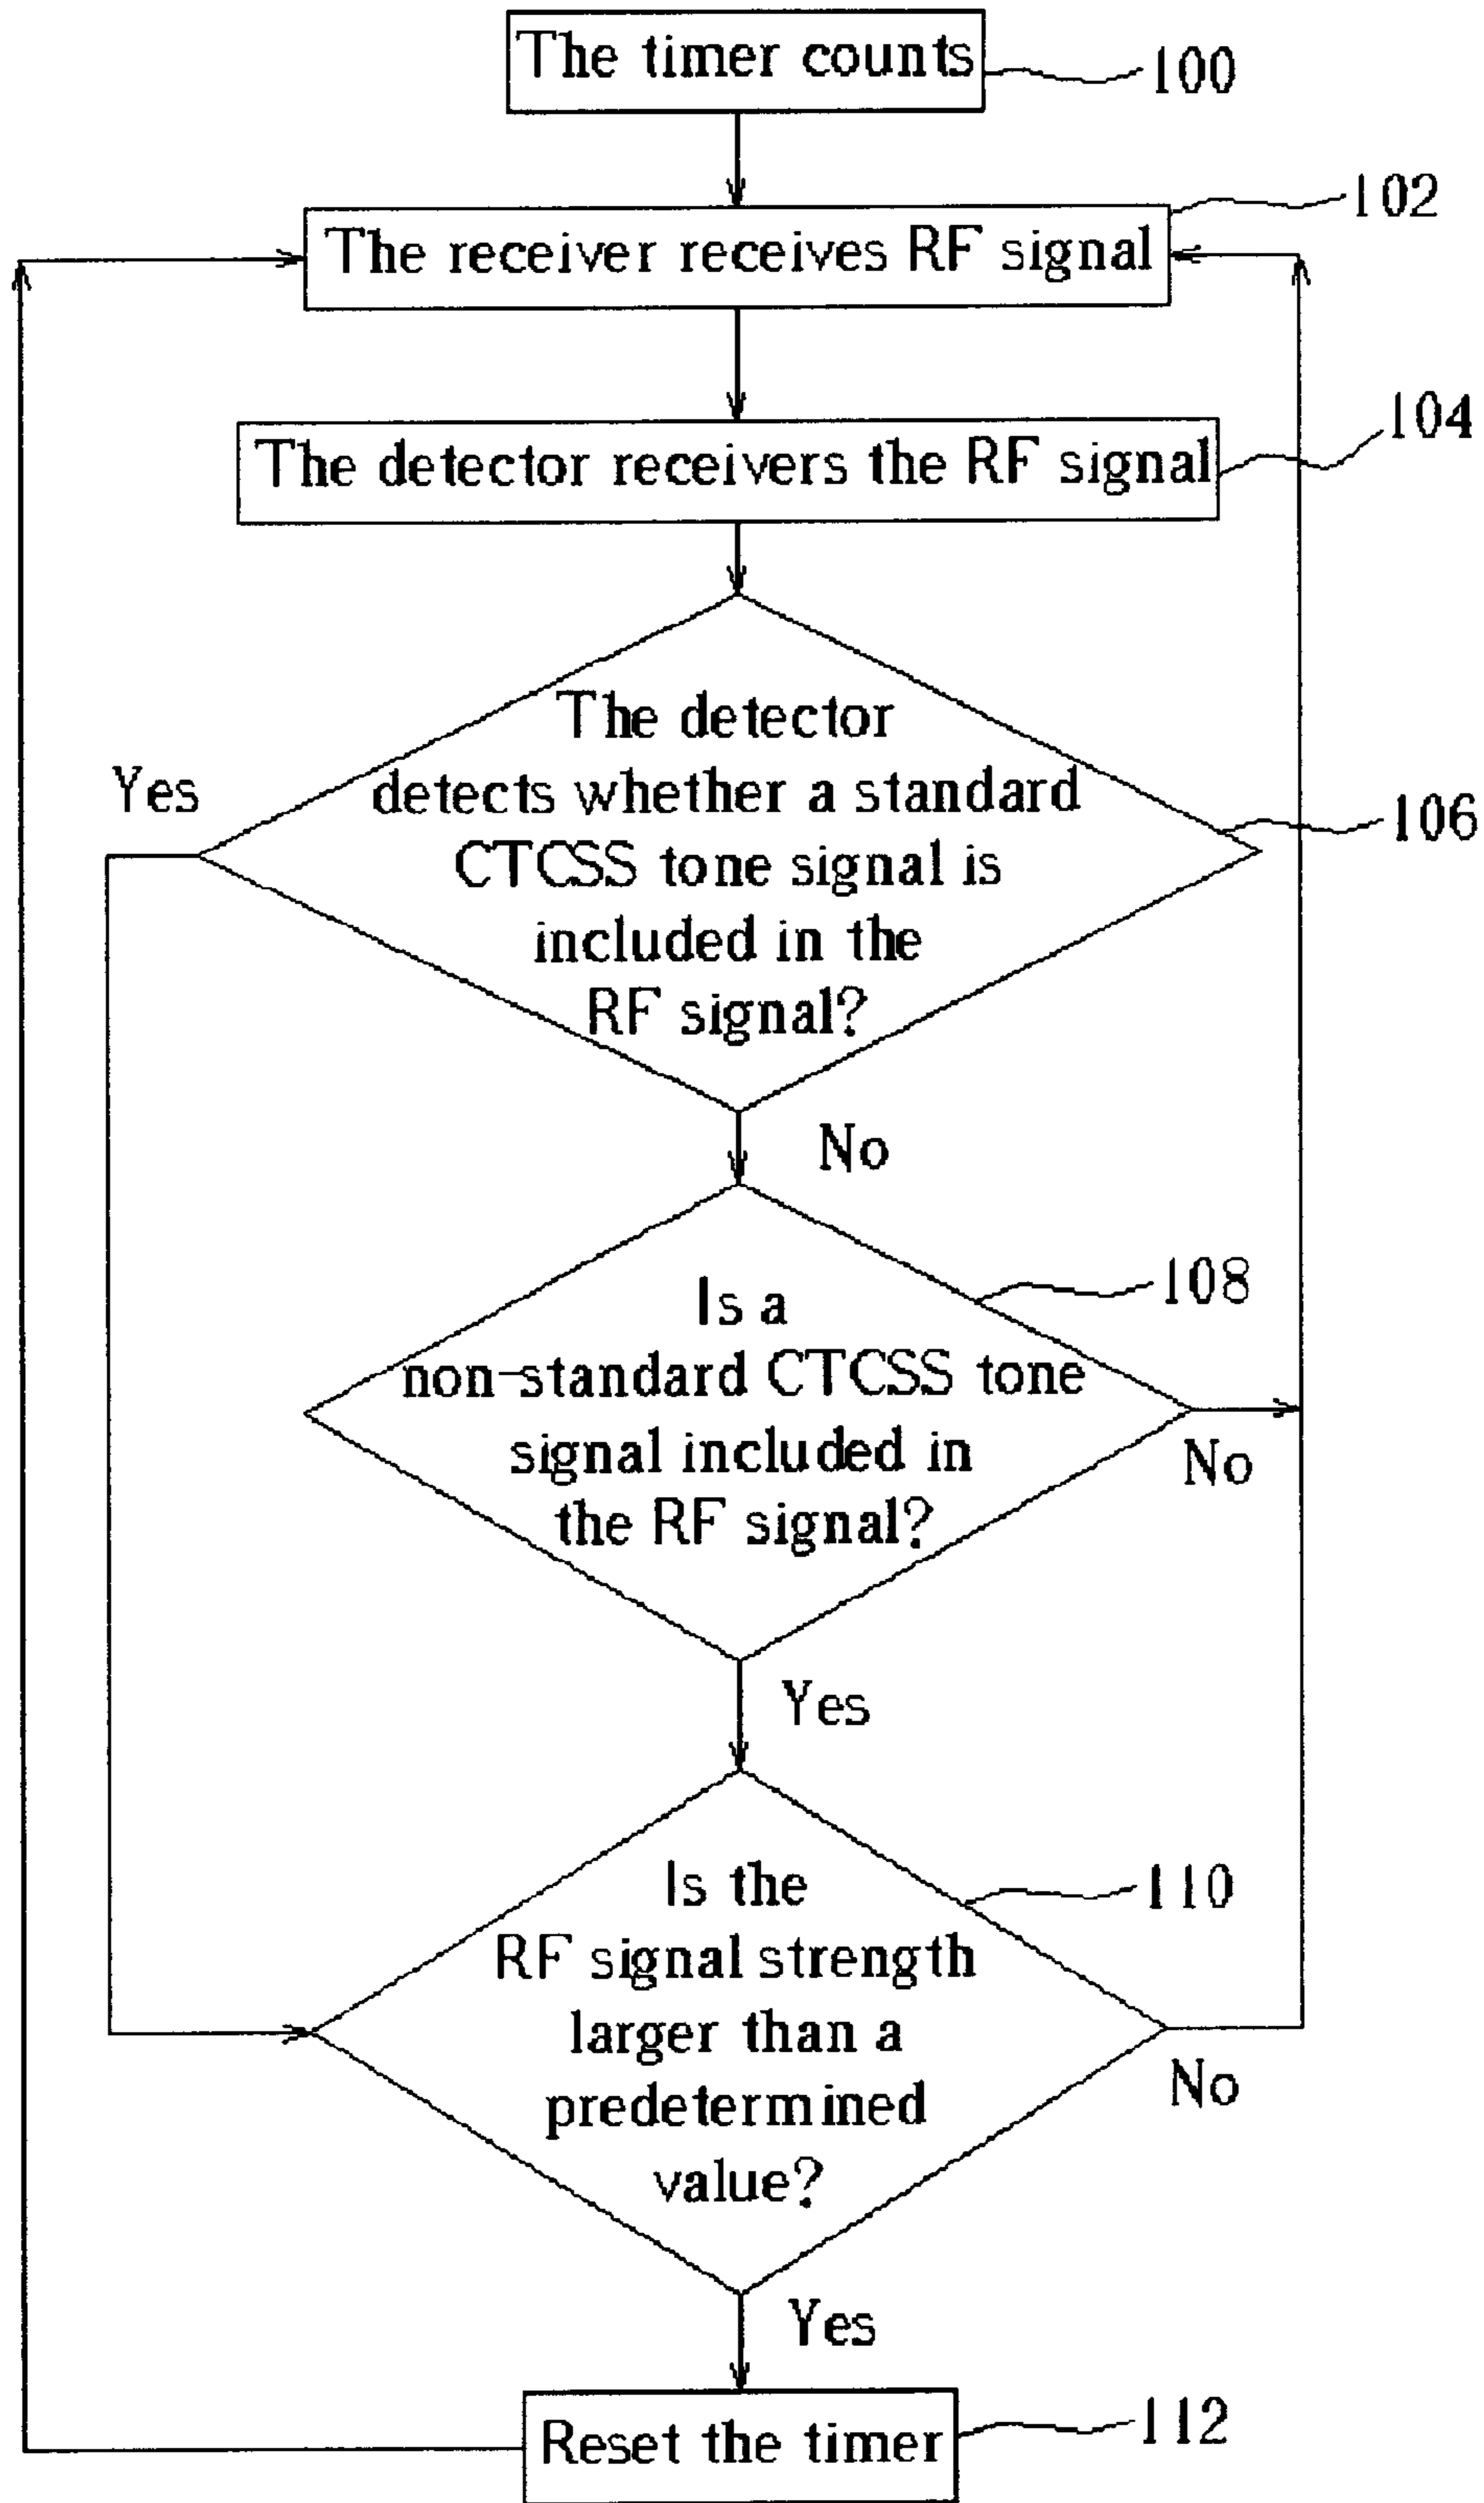 The timer counts
100
102
The receiver receives RF signal
104
The detector receivers the RF signal
The detector
Yes
detects whether a standard
106
CTCSS tone signal is
included in the
RF signal?
No
108
Is a
non-standard CTCSS tone
signal included in
No
the RF signal?
Yes
110
Is the
RF signal strength
larger than a
No
predetermined
value?
Yes
112
Reset the timer